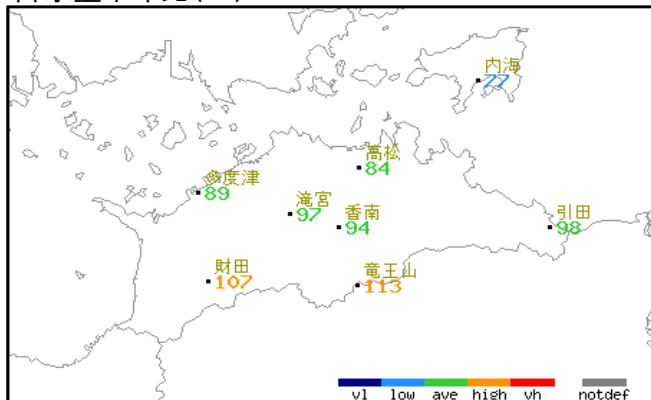 内海
77
高松
84
多度津
89
滝宮
97
香南
94
引田
98
財田
107
竜王山
113
vl low ave high vh notdef